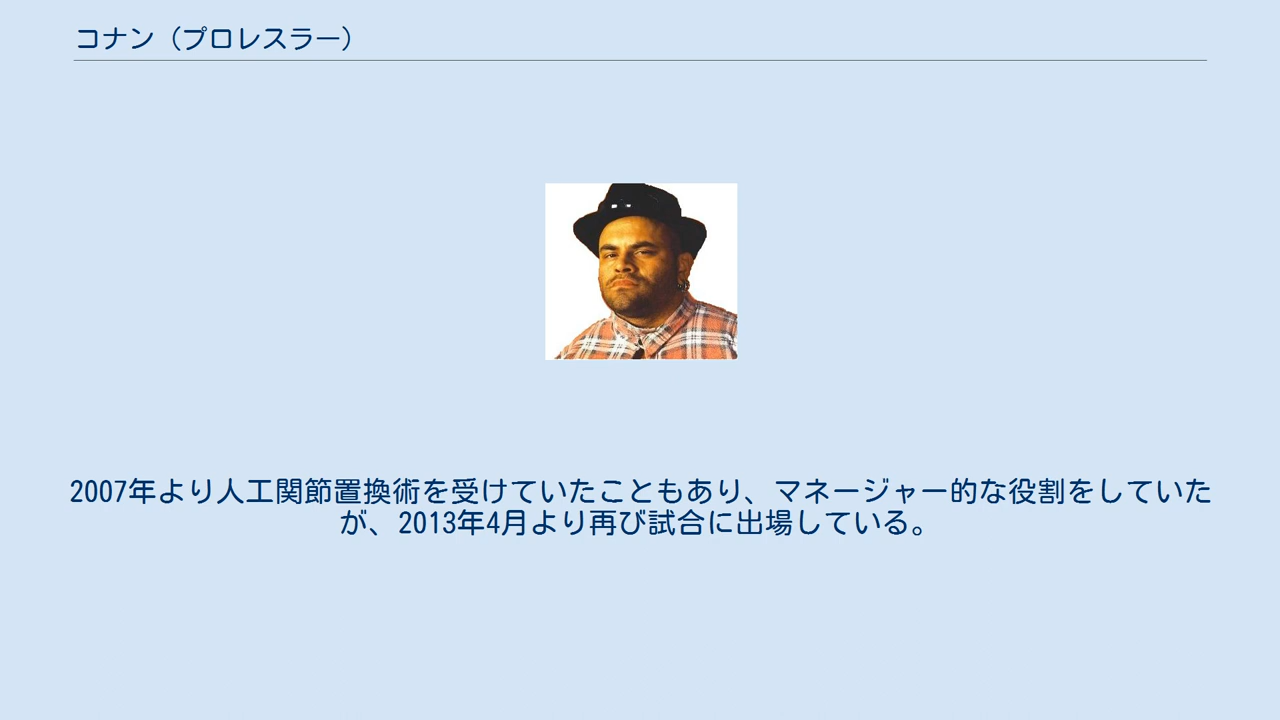 コナン（プロレスラー）
2007年より人工関節置換術を受けていたこともあり、マネージャー的な役割をしていた
が、2013年4月より再び試合に出場している。